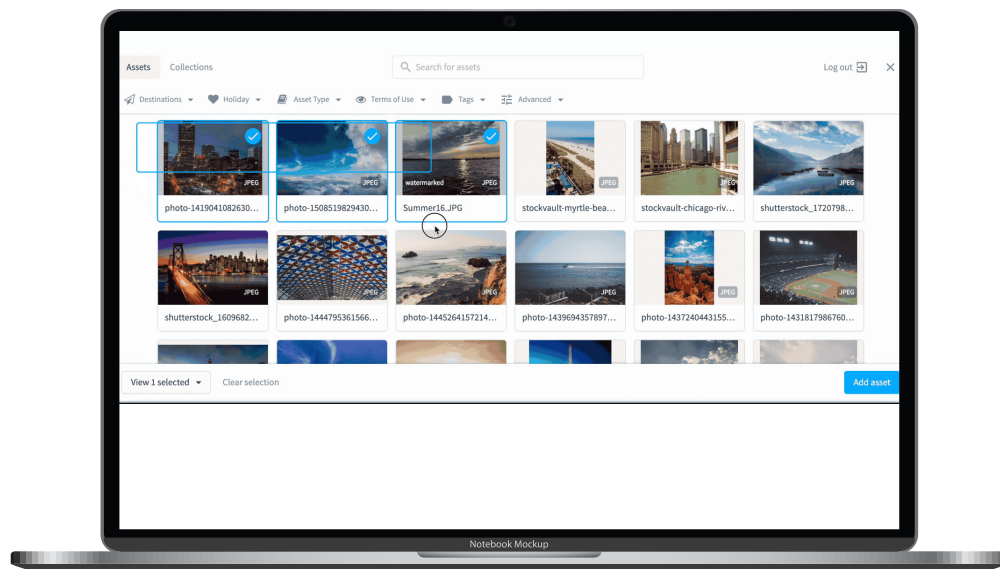 Assets
Collections
Search for assets
Log out
Destinations
Holiday
Asset Type
Terms of Use
Tags
Advanced
JPEG
JPEG
watermarked
JPEG
JPEG
JPEG
JPEG
photo-1419041082630...
photo-1508519829430...
Summer16.JPG
stockvault-myrtle-bea...
stockvault-chicago-riv...
shutterstock_1720798...
JPEG
JPEG
JPEG
JPEG
JPEG
JPEG
shutterstock_1609682...
photo-1444795361566...
photo-1445264157214...
photo-1439694357897...
photo-1437240443155...
photo-1431817986760...
View 1 selected
Clear selection
Add asset
Notebook Mockup